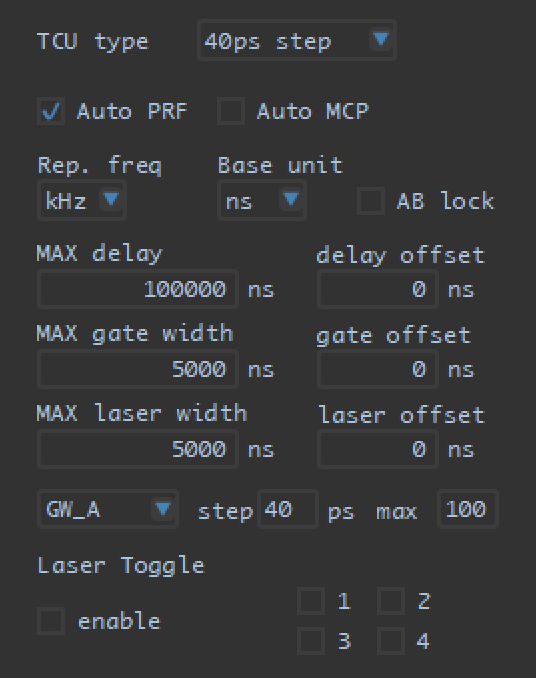 TCU type 40ps step
Auto PRF Auto MCP
Rep. freq Base unit
kHz ns AB lock
MAX delay delay offset
100000 ns 0 ns
MAX gate width gate offset
5000 ns 0 ns
MAX laser width laser offset
5000 ns 0 ns
GW_A step 40 ps max 100
Laser Toggle
1 2
enable
3 4